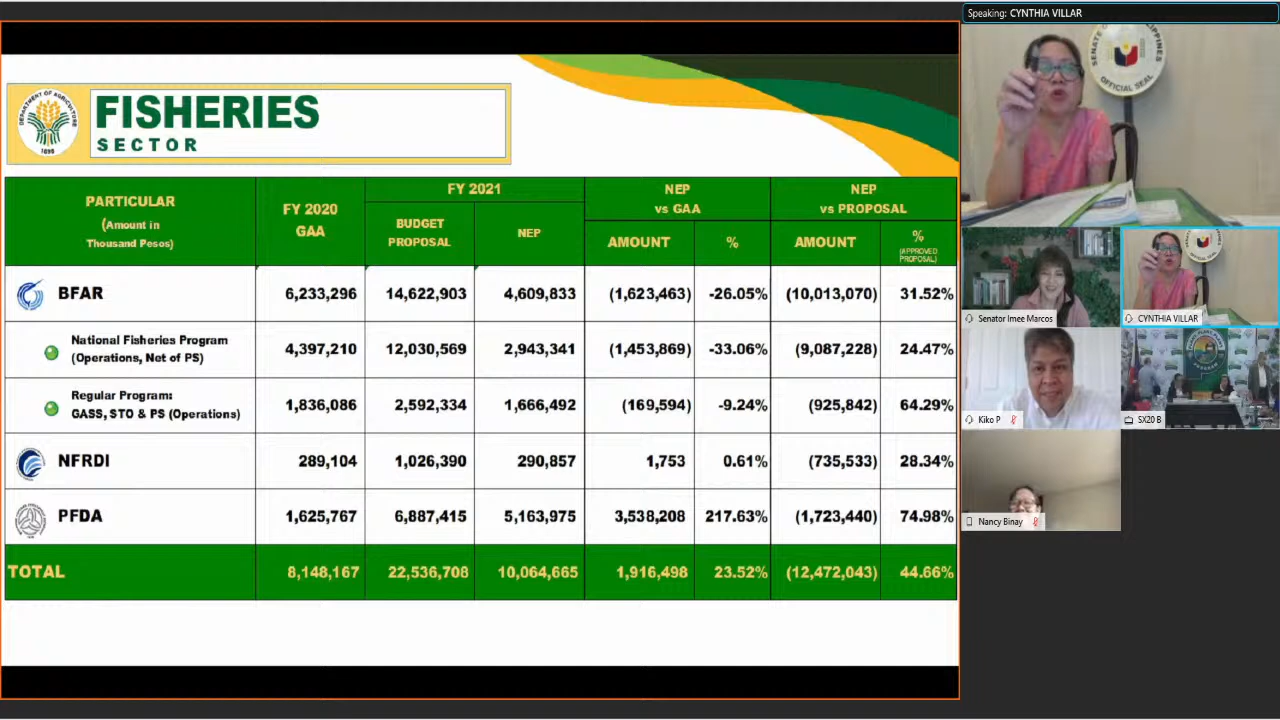 Speaking: CYNTHIA VILLAR
DEPARTMENT OF AGRICULTURE
1898
FISHERIES
SECTOR
PARTICULAR
(Amount in
Thousand Pesos)
FY 2020
GAA
FY 2021
BUDGET
PROPOSAL
NEP
NEP
vs GAA
AMOUNT
%
NEP
vs PROPOSAL
AMOUNT
%
(APPROVED
PROPOSAL)
BFAR 6,233,296 14,622,903 4,609,833 (1,623,463) -26.05% (10,013,070) 31.52%
National Fisheries Program
(Operations, Net of PS) 4,397,210 12,030,569 2,943,341 (1,453,869) -33.06% (9,087,228) 24.47%
Regular Program:
GASS, STO & PS (Operations) 1,836,086 2,592,334 1,666,492 (169,594) -9.24% (925,842) 64.29%
NFRDI 289,104 1,026,390 290,857 1,753 0.61% (735,533) 28.34%
PFDA 1,625,767 6,887,415 5,163,975 3,538,208 217.63% (1,723,440) 74.98%
TOTAL 8,148,167 22,536,708 10,064,665 1,916,498 23.52% (12,472,043) 44.66%
OFFICIAL SEAL
Senator Imee Marcos
CYNTHIA VILLAR
Kiko P
SX20 B
Nancy Binay